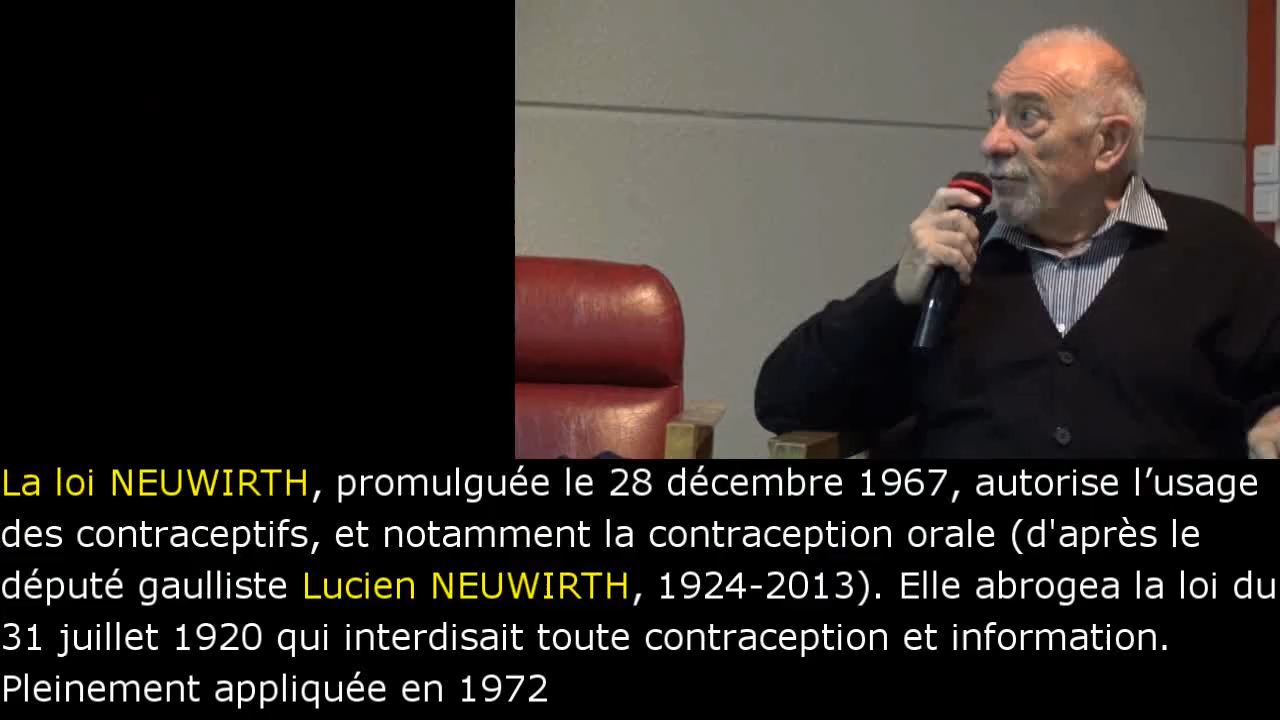 La loi NEUWIRTH, promulguée le 28 décembre 1967, autorise l’usage
des contraceptifs, et notamment la contraception orale (d'après le
député gaulliste Lucien NEUWIRTH, 1924-2013). Elle abrogea la loi du
31 juillet 1920 qui interdisait toute contraception et information.
Pleinement appliquée en 1972